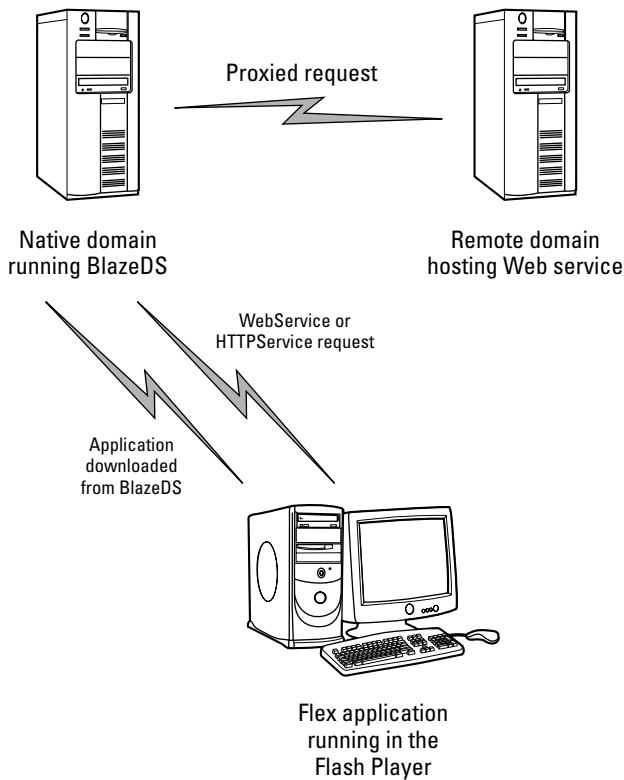 Proxied request
Native domain
running BlazeDS
Remote domain
hosting Web service
WebService or
HTTPService request
Application
downloaded
from BlazeDS
Flex application
running in the
Flash Player